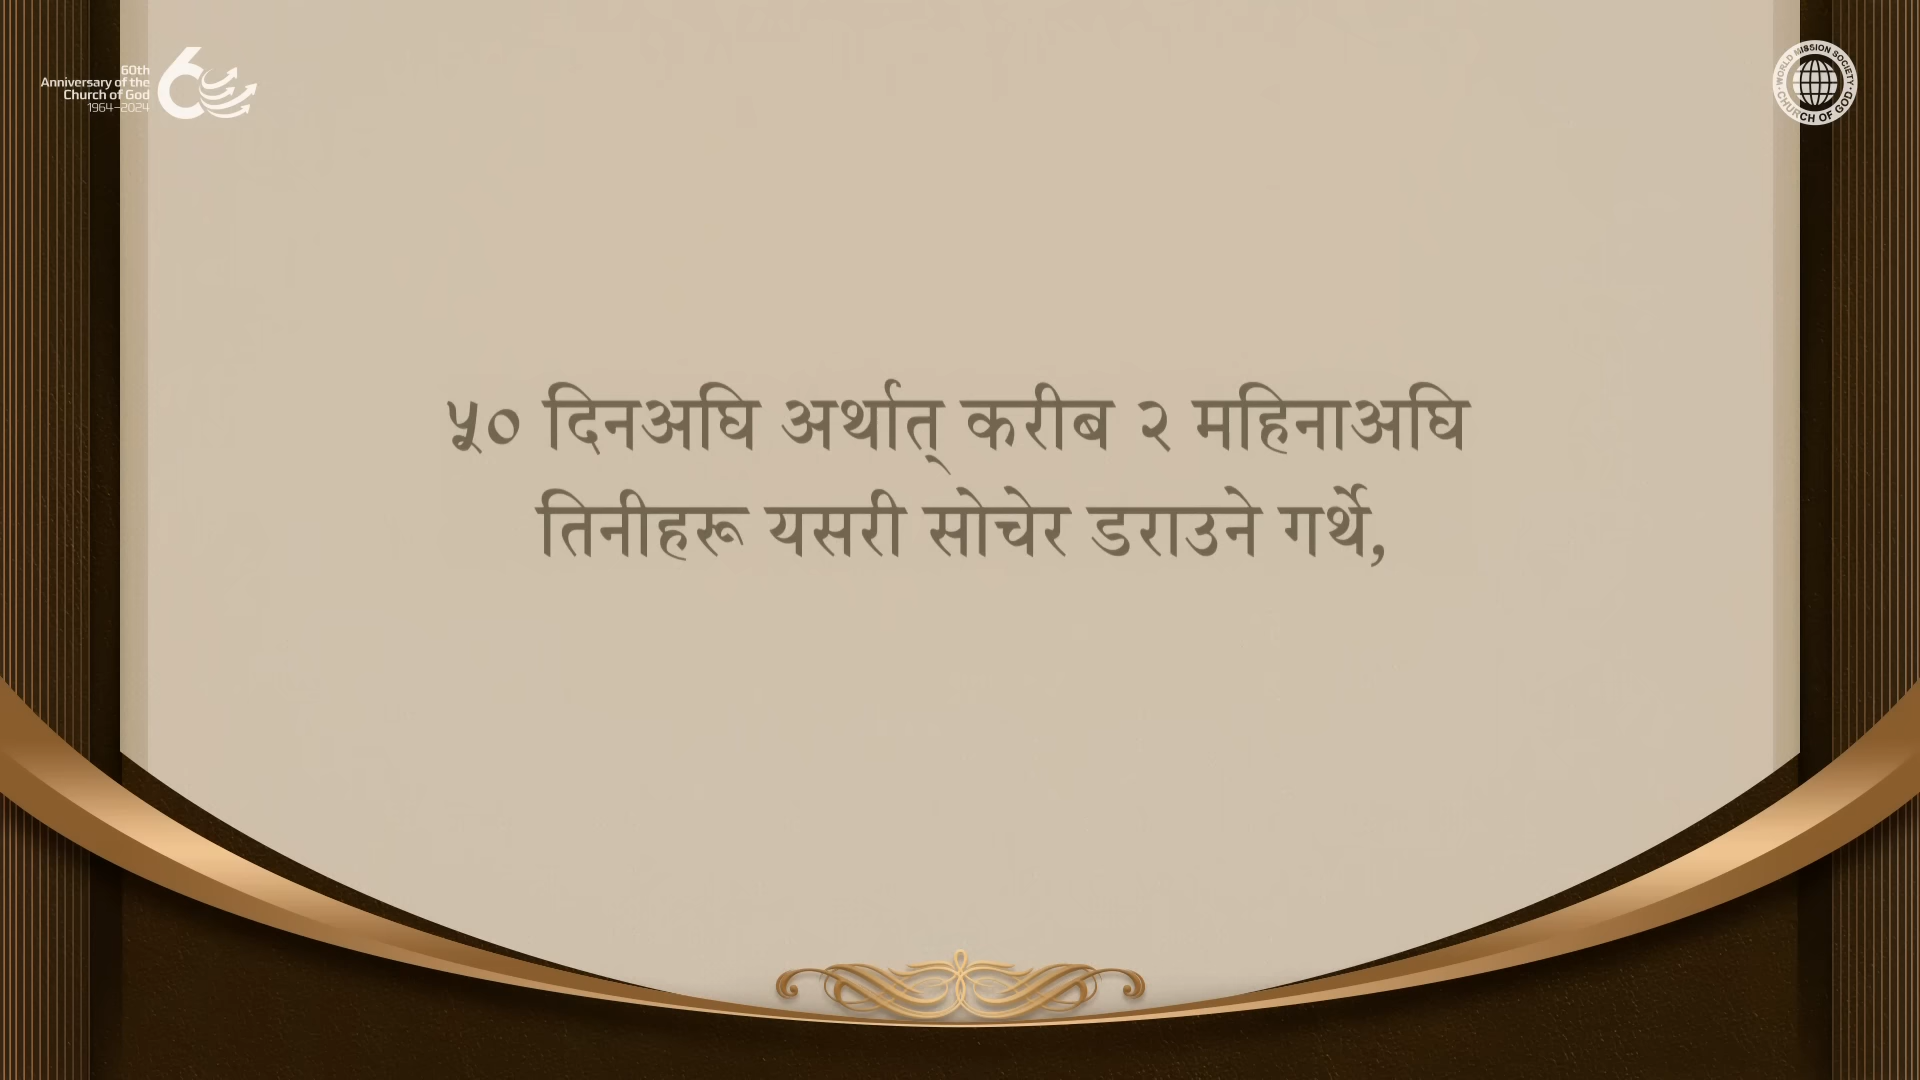 60th
Anniversary of the
Church of God
1964–2024
WORLD MISSION SOCIETY
CHURCH OF GOD
५० दिनअघि अर्थात् करीब २ महिनाअघि
तिनीहरू यसरी सोचेर डराउने गर्थे,